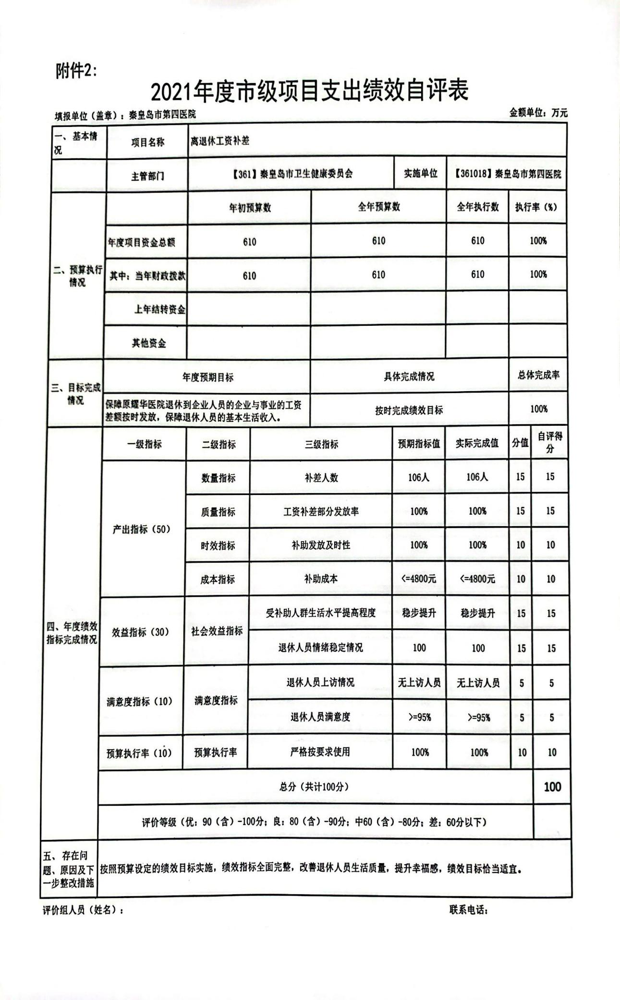 附件2：
2021年度市级项目支出绩效自评表
填报单位（盖章）：秦皇岛市第四医院 金额单位：万元
一、基本情况 项目名称 离退休工资补差
主管部门 【361】秦皇岛市卫生健康委员会 实施单位 【361018】秦皇岛市第四医院
二、预算执行情况
年初预算数 全年预算数 全年执行数 执行率（%）
年度项目资金总额 610 610 610 100%
其中：当年财政拨款 610 610 610 100%
上年结转资金
其他资金
三、目标完成情况
年度预期目标 具体完成情况 总体完成率
保障原耀华医院退休到企业人员的企业与事业的工资
差额按时发放，保障退休人员的基本生活收入。 按时完成绩效目标 100%
四、年度绩效指标完成情况
一级指标 二级指标 三级指标 预期指标值 实际完成值 分值 自评得分
产出指标（50） 数量指标 补差人数 106人 106人 15 15
质量指标 工资补差部分发放率 100% 100% 15 15
时效指标 补助发放及时性 100% 100% 10 10
成本指标 补助成本 <=4800元 <=4800元 10 10
效益指标（30） 社会效益指标 受补助人群生活水平提高程度 稳步提升 稳步提升 15 15
退休人员情绪稳定情况 100 100 15 15
满意度指标（10） 满意度指标 退休人员上访情况 无上访人员 无上访人员 5 5
退休人员满意度 >=95% >=95% 5 5
预算执行率（10） 预算执行率 严格按要求使用 100% 100% 10 10
总分（共计100分） 100
评价等级（优：90（含）-100分；良：80（含）-90分；中60（含）-80分；差：60分以下）
五、存在问题、原因及下一步整改措施 按照预算设定的绩效目标实施，绩效指标全面完整，改善退休人员生活质量，提升幸福感，绩效目标恰当适宜。
评价组人员（姓名）： 联系电话：